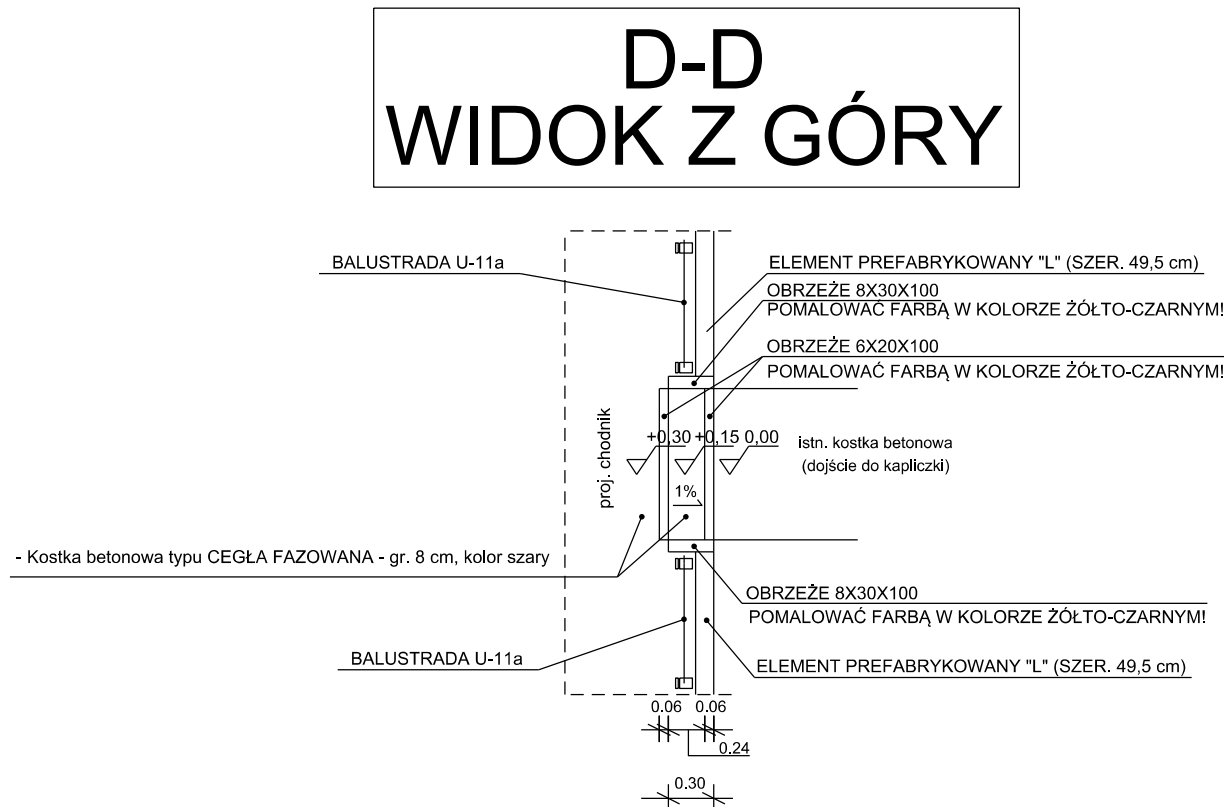 D-D
WIDOK Z GÓRY
BALUSTRADA U-11a
ELEMENT PREFABRYKOWANY "L" (SZER. 49,5 cm)
OBRZEŻE 8X30X100
POMALOWAĆ FARBĄ W KOLORZE ŻÓŁTO-CZARNYM!
OBRZEŻE 6X20X100
POMALOWAĆ FARBĄ W KOLORZE ŻÓŁTO-CZARNYM!
proj. chodnik
+0,30 +0,15 0,00
istn. kostka betonowa
(dojście do kapliczki)
1%
- Kostka betonowa typu CEGŁA FAZOWANA - gr. 8 cm, kolor szary
OBRZEŻE 8X30X100
POMALOWAĆ FARBĄ W KOLORZE ŻÓŁTO-CZARNYM!
BALUSTRADA U-11a
ELEMENT PREFABRYKOWANY "L" (SZER. 49,5 cm)
0.06 0.06
0.24
0.30